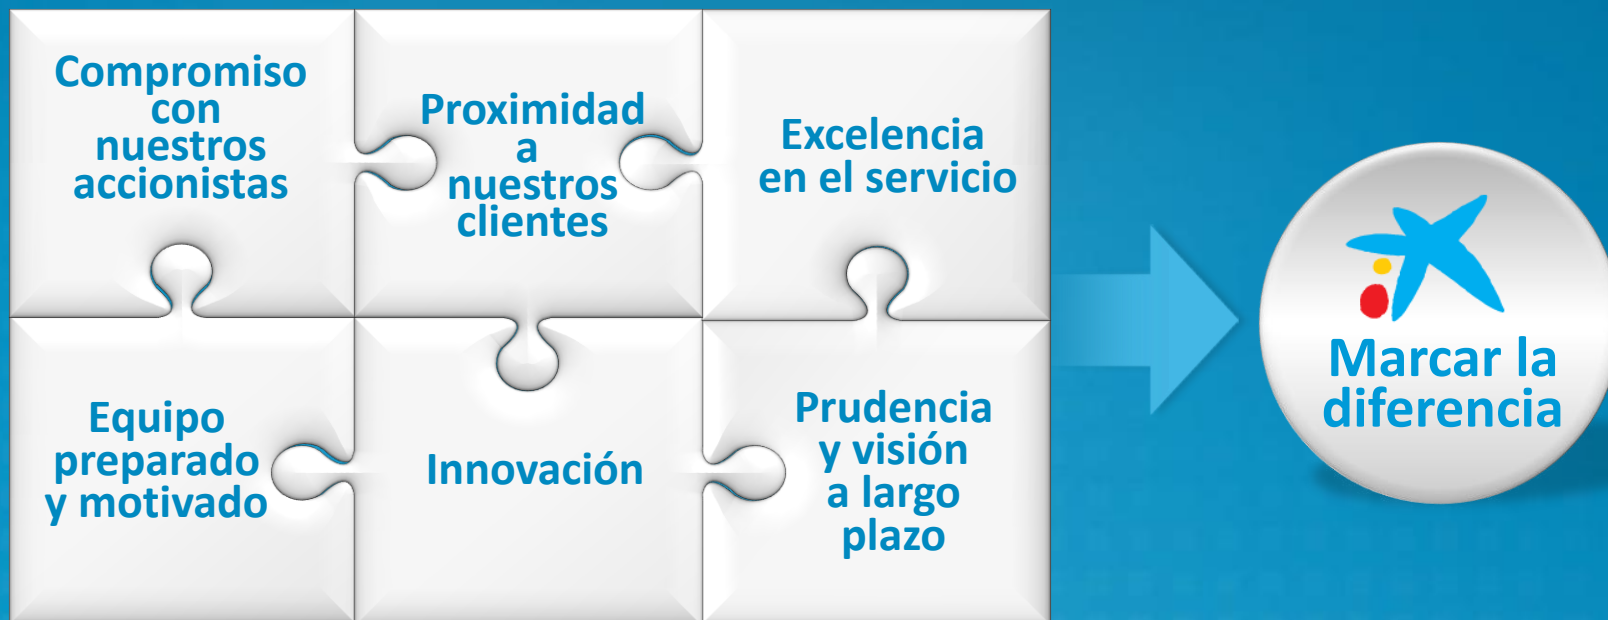 Compromiso
con
nuestros
accionistas
Proximidad
a
nuestros
clientes
Excelencia
en el servicio
Equipo
preparado
y motivado
Innovación
Prudencia
y visión
a largo
plazo
Marcar la
diferencia